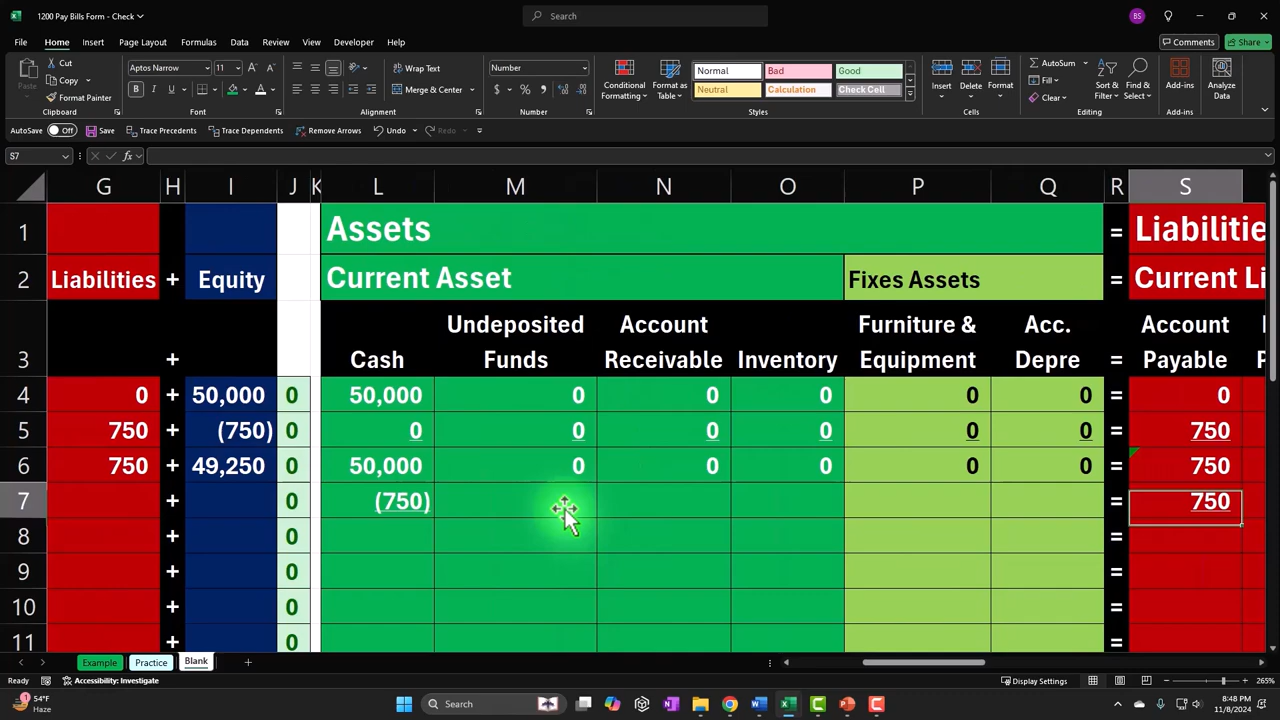 1200 Pay Bills Form - Check
Search
BS
File Home Insert Page Layout Formulas Data Review View Developer Help
Comments Share
Paste
Cut
Copy
Format Painter
Clipboard
Aptos Narrow 11
B I U
Font
Wrap Text
Merge & Center
Alignment
Number
$ % ,
Number
Conditional Formatting
Format as Table
Normal Bad Good
Neutral Calculation Check Cell
Styles
Insert Delete Format
Cells
AutoSum
Fill
Clear
Sort & Filter
Find & Select
Editing
Add-ins
Add-ins
Analyze Data
AutoSave Off Save Trace Precedents Trace Dependents Remove Arrows Undo Redo
S7 fx
G H I J K L M N O P Q R S
1 Assets = Liabilitie
2 Liabilities + Equity Current Asset Fixes Assets = Current Li
Undeposited Account Furniture & Acc. Account
3 + Cash Funds Receivable Inventory Equipment Depre = Payable
4 0 + 50,000 0 50,000 0 0 0 0 0 = 0
5 750 + (750) 0 0 0 0 0 0 0 = 750
6 750 + 49,250 0 50,000 0 0 0 0 0 = 750
7 + 0 (750) = 750
8 + 0 =
9 + 0 =
10 + 0 =
11 + 0 =
Example Practice Blank +
Accessibility: Investigate
Display Settings
265%
1
54°F
Haze
Search
8:48 PM
11/8/2024